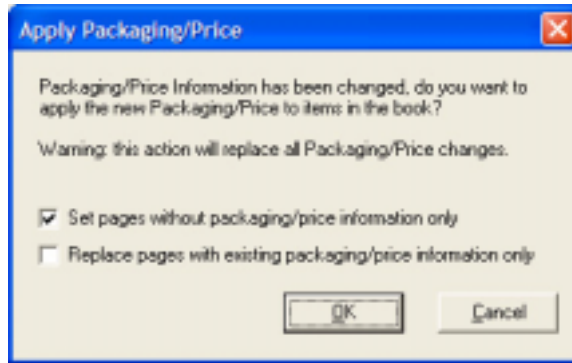 Apply Packaging/Price
Packaging/Price Information has been changed, do you want to
apply the new Packaging/Price to items in the book?
Warning: this action will replace all Packaging/Price changes.
Set pages without packaging/price information only
Replace pages with existing packaging/price information only
OK
Cancel